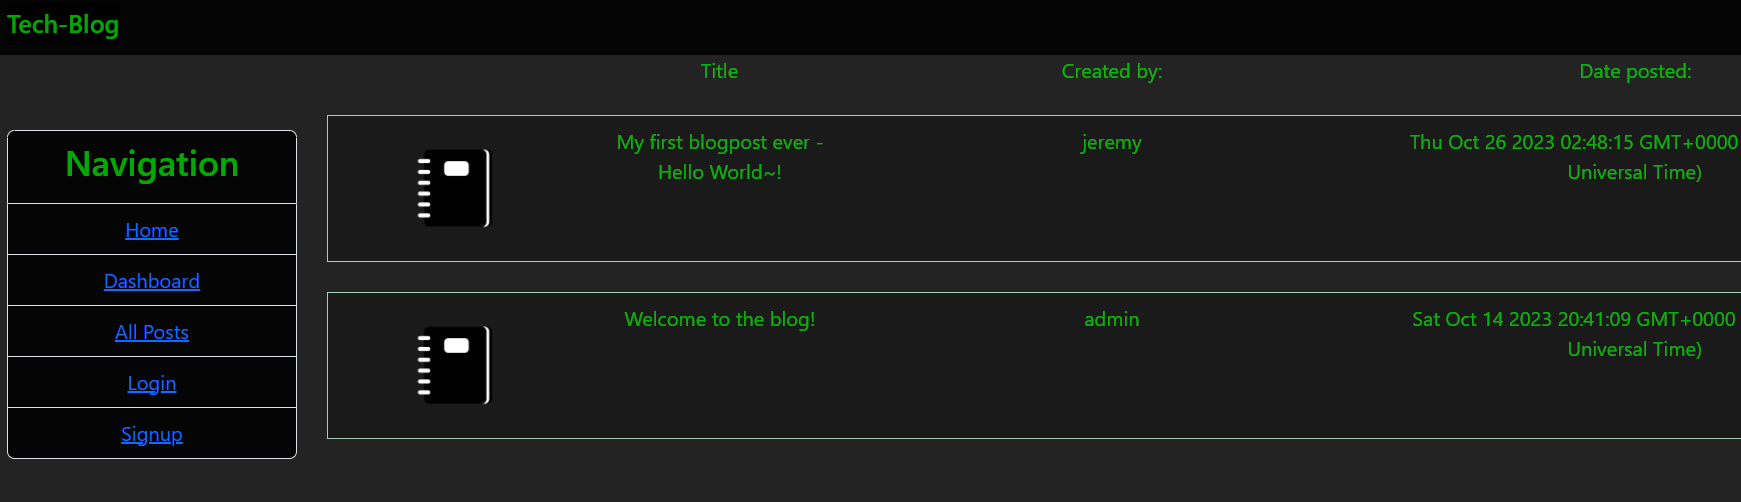 Tech-Blog
Title Created by: Date posted:
Navigation
Home
Dashboard
All Posts
Login
Signup
My first blogpost ever - jeremy Thu Oct 26 2023 02:48:15 GMT+0000
Hello World~! Universal Time)
Welcome to the blog! admin Sat Oct 14 2023 20:41:09 GMT+0000
Universal Time)